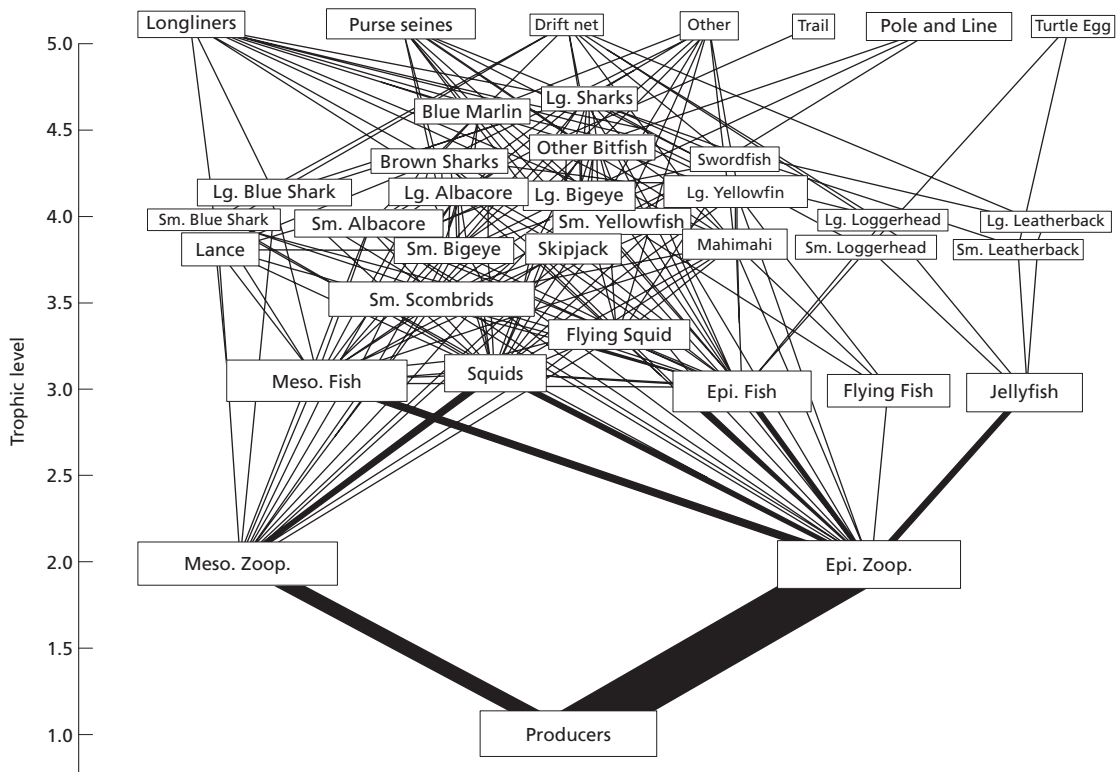 Longliners
Purse seines
Drift net
Other
Trail
Pole and Line
Turtle Egg
5.0
Lg. Sharks
Blue Marlin
4.5
Other Bitfish
Brown Sharks
Swordfish
Lg. Blue Shark
Lg. Albacore
Lg. Bigeye
Lg. Yellowfin
4.0
Sm. Blue Shark
Sm. Albacore
Sm. Yellowfish
Lg. Loggerhead
Lg. Leatherback
Lance
Sm. Bigeye
Skipjack
Mahimahi
Sm. Loggerhead
Sm. Leatherback
3.5
Sm. Scombrids
Flying Squid
Trophic level
3.0
Meso. Fish
Squids
Epi. Fish
Flying Fish
Jellyfish
2.5
2.0
Meso. Zoop.
Epi. Zoop.
1.5
1.0
Producers